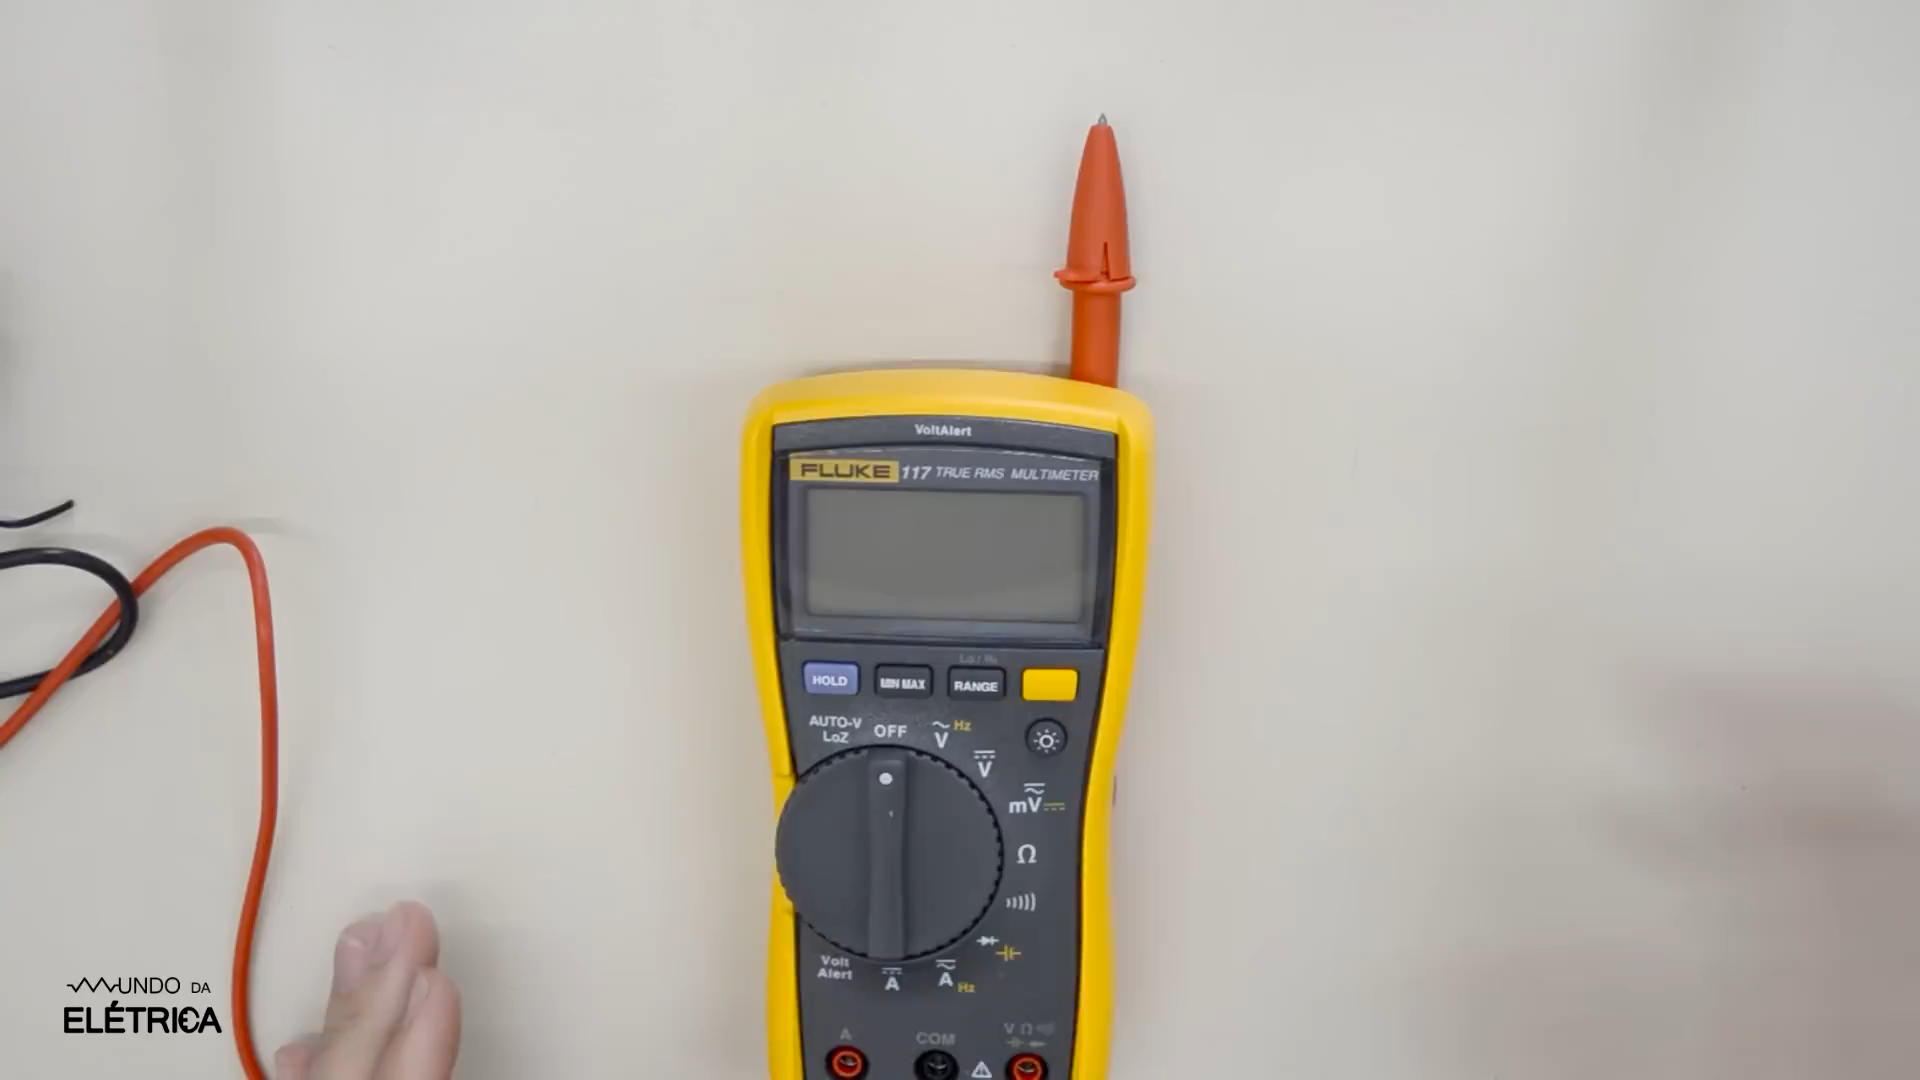 VoltAlert
FLUKE 117 TRUE RMS MULTIMETER
HOLD
MIN MAX
RANGE
AUTO-V
LoZ
OFF
V Hz
V
mV
Ω
Volt
Alert
A
A Hz
A
COM
V Ω
MUNDO DA
ELÉTRICA